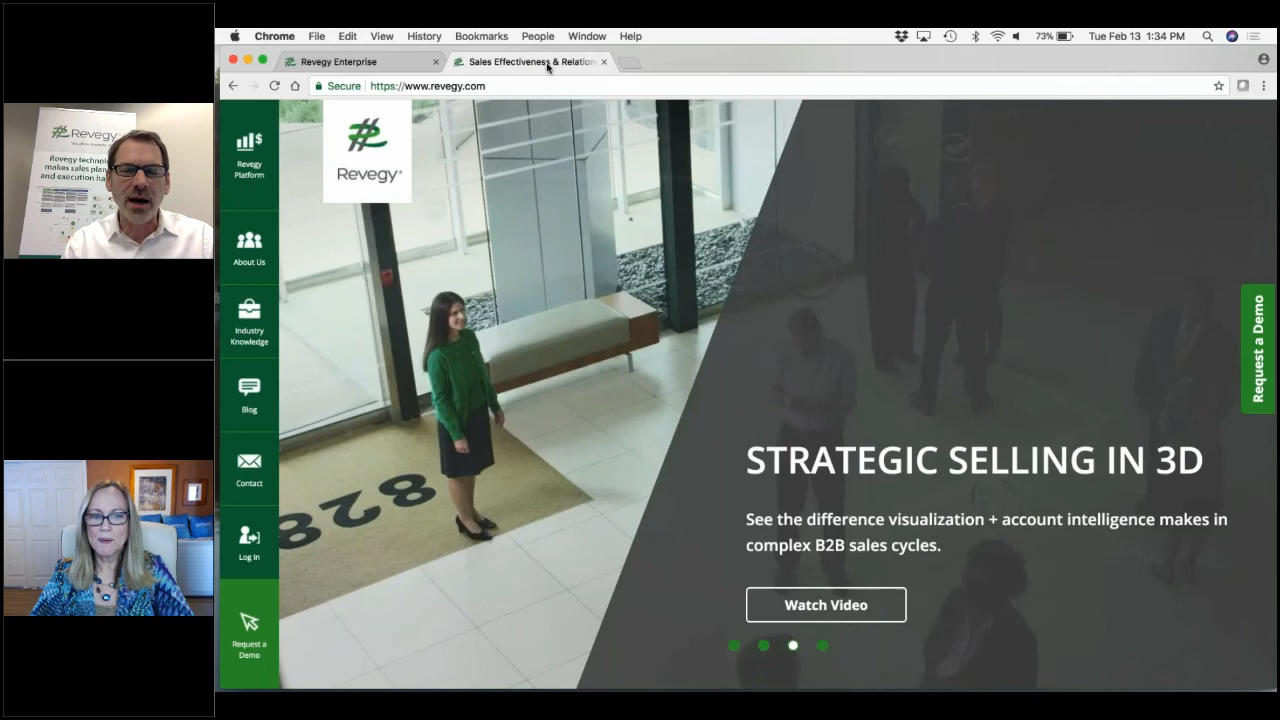 Chrome File Edit View History Bookmarks People Window Help 73% Tue Feb 13 1:34 PM
Revegy Enterprise
Sales Effectiveness & Relation
Secure https://www.revegy.com
Revegy
Platform
About Us
Industry
Knowledge
Blog
Contact
Log In
Request a
Demo
Revegy®
828
828
STRATEGIC SELLING IN 3D
See the difference visualization + account intelligence makes in
complex B2B sales cycles.
Watch Video
Request a Demo
Revegy
Revegy technolo
makes sales plan
and execution ha